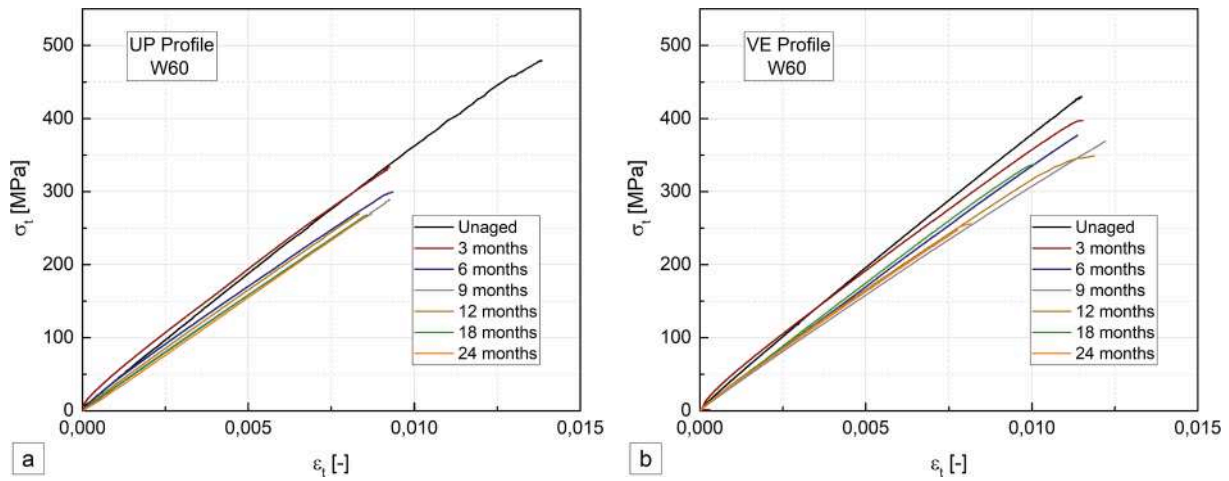 UP Profile
W60
500
400
300
200
100
0
σt [MPa]
Unaged
3 months
6 months
9 months
12 months
18 months
24 months
0,000 0,005 0,010 0,015
εt [-]
a
VE Profile
W60
500
400
300
200
100
0
σt [MPa]
Unaged
3 months
6 months
9 months
12 months
18 months
24 months
0,000 0,005 0,010 0,015
εt [-]
b